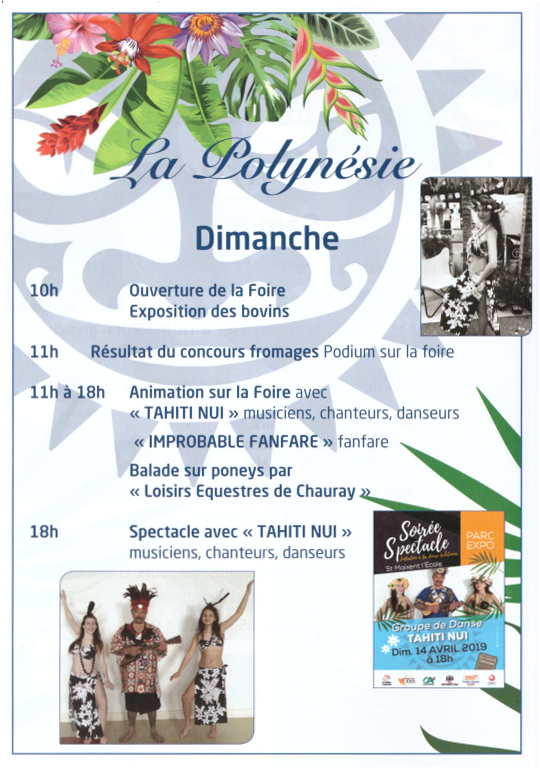 La Polynésie
Dimanche
10h Ouverture de la Foire
Exposition des bovins
11h Résultat du concours fromages Podium sur la foire
11h à 18h Animation sur la Foire avec
« TAHITI NUI » musiciens, chanteurs, danseurs
« IMPROBABLE FANFARE » fanfare
Balade sur poneys par
« Loisirs Equestres de Chauray »
18h Spectacle avec « TAHITI NUI »
musiciens, chanteurs, danseurs
Soirée
Spectacle
PARC
EXPO
St Maixent l'École
Groupe de Danse
TAHITI NUI
Dim. 14 AVRIL 2019
à 18h